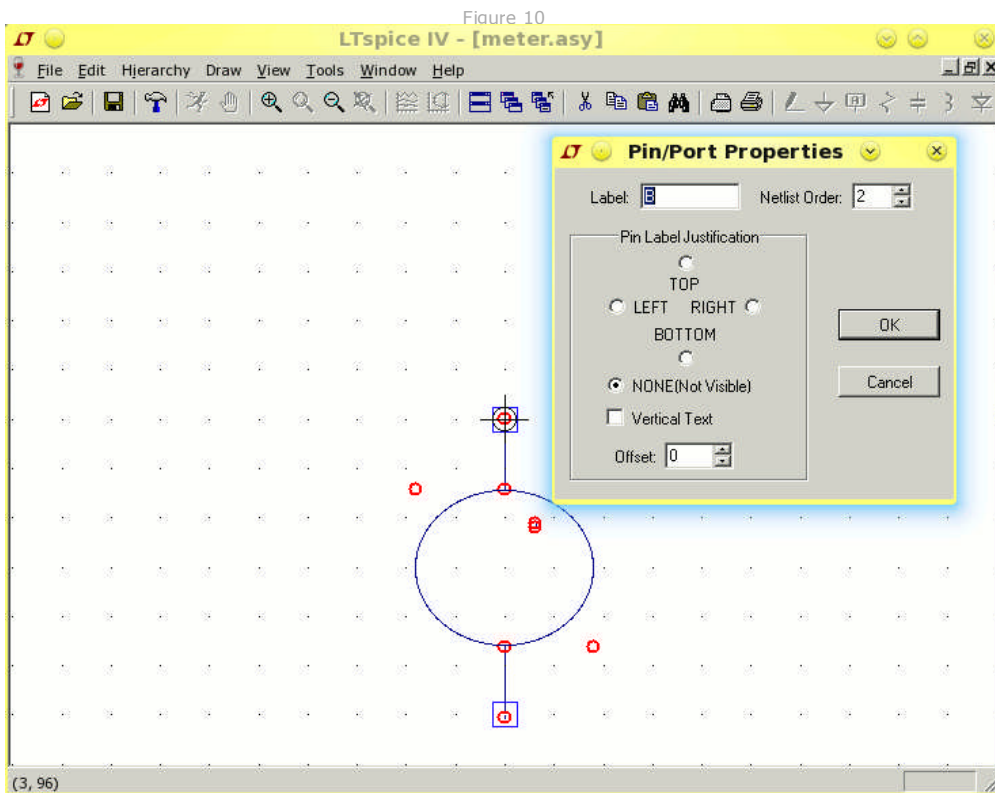 Figure 10
LTspice IV - [meter.asy]
File Edit Hierarchy Draw View Tools Window Help
Pin/Port Properties
Label: B Netlist Order: 2
Pin Label Justification
TOP
LEFT RIGHT
BOTTOM
NONE(Not Visible)
Vertical Text
Offset: 0
OK
Cancel
(3, 96)